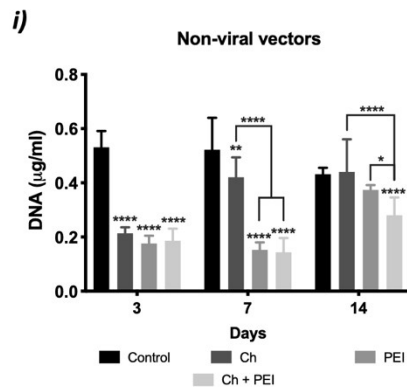 i)
Non-viral vectors
DNA (µg/ml)
0.8
0.6
0.4
0.2
0.0
****
****
****
**
****
****
****
****
*
****
3
7
14
Days
Control
Ch
PEI
Ch + PEI